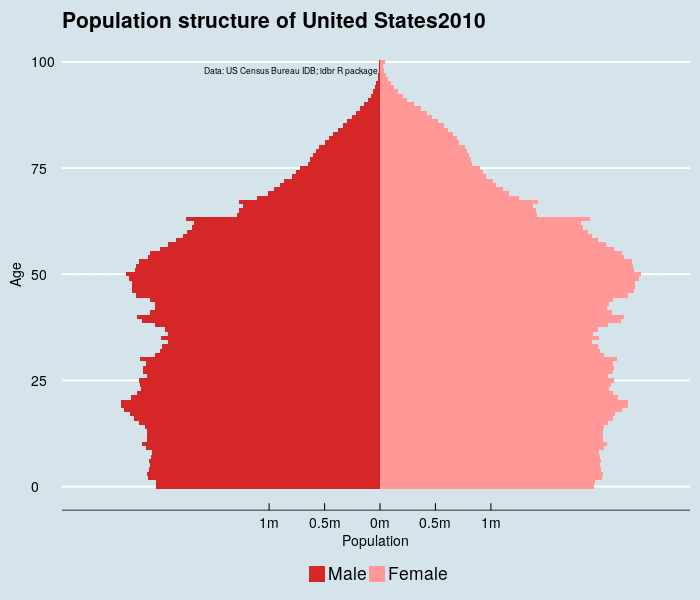 Population structure of United States2010
Data: US Census Bureau IDB; idbr R package
100
75
50
25
0
Age
1m 0.5m 0m 0.5m 1m
Population
Male Female